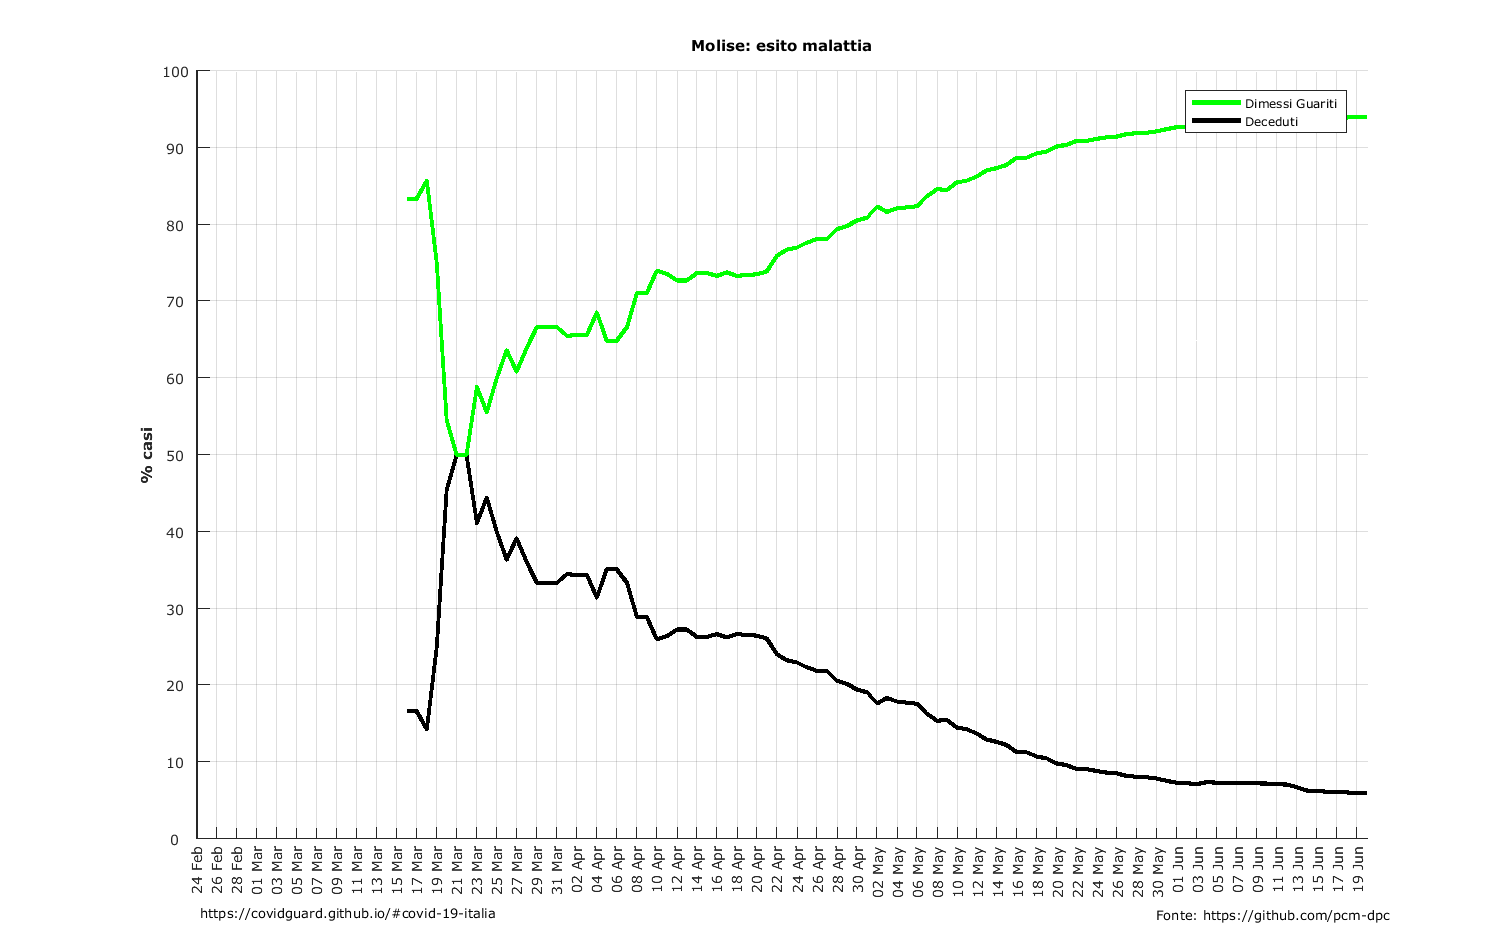 Molise: esito malattia
100
90
80
70
60
50
40
30
20
10
0
% casi
Dimessi Guariti
Deceduti
24 Feb
26 Feb
28 Feb
01 Mar
03 Mar
05 Mar
07 Mar
09 Mar
11 Mar
13 Mar
15 Mar
17 Mar
19 Mar
21 Mar
23 Mar
25 Mar
27 Mar
29 Mar
31 Mar
02 Apr
04 Apr
06 Apr
08 Apr
10 Apr
12 Apr
14 Apr
16 Apr
18 Apr
20 Apr
22 Apr
24 Apr
26 Apr
28 Apr
30 Apr
02 May
04 May
06 May
08 May
10 May
12 May
14 May
16 May
18 May
20 May
22 May
24 May
26 May
28 May
30 May
01 Jun
03 Jun
05 Jun
07 Jun
09 Jun
11 Jun
13 Jun
15 Jun
17 Jun
19 Jun
https://covidguard.github.io/#covid-19-italia
Fonte: https://github.com/pcm-dpc